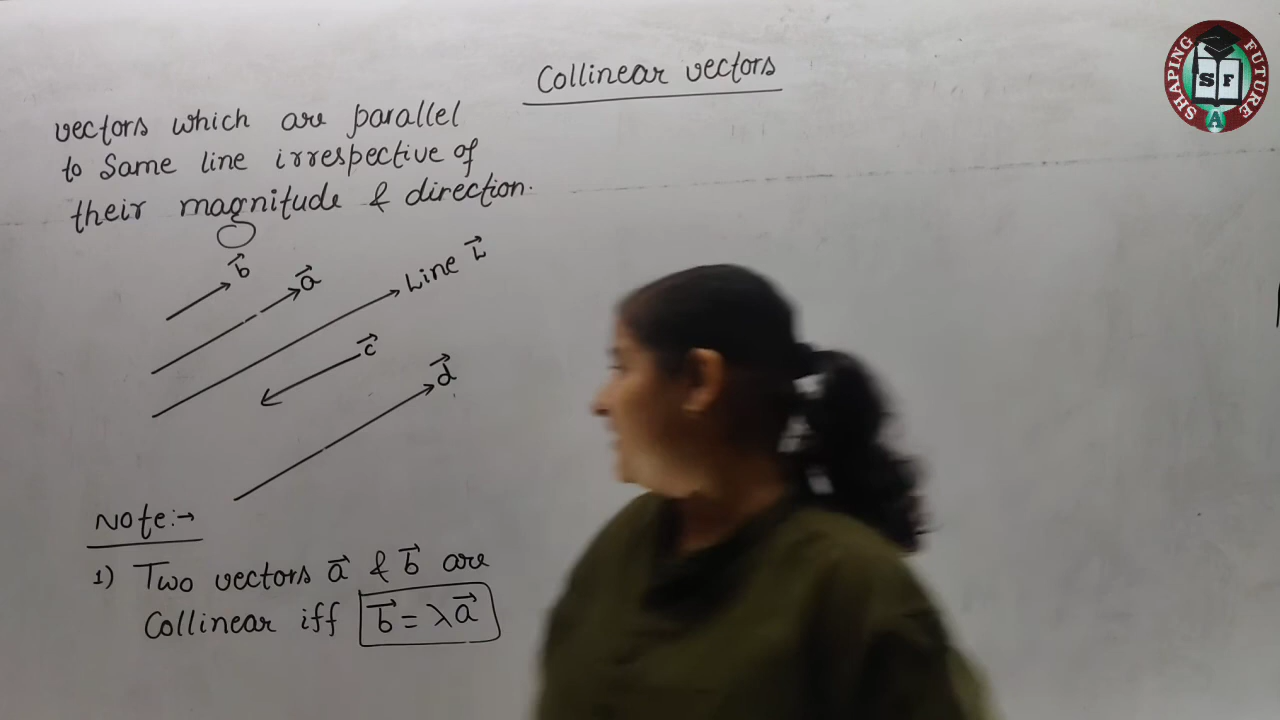 Collinear vectors
vectors which are parallel
to Same line irrespective of
their magnitude & direction.
b⃗
a⃗
Line L⃗
c⃗
d⃗
Note:→
1) Two vectors a⃗ & b⃗ are
Collinear iff b⃗ = λa⃗
SHAPING FUTURE
S F
A